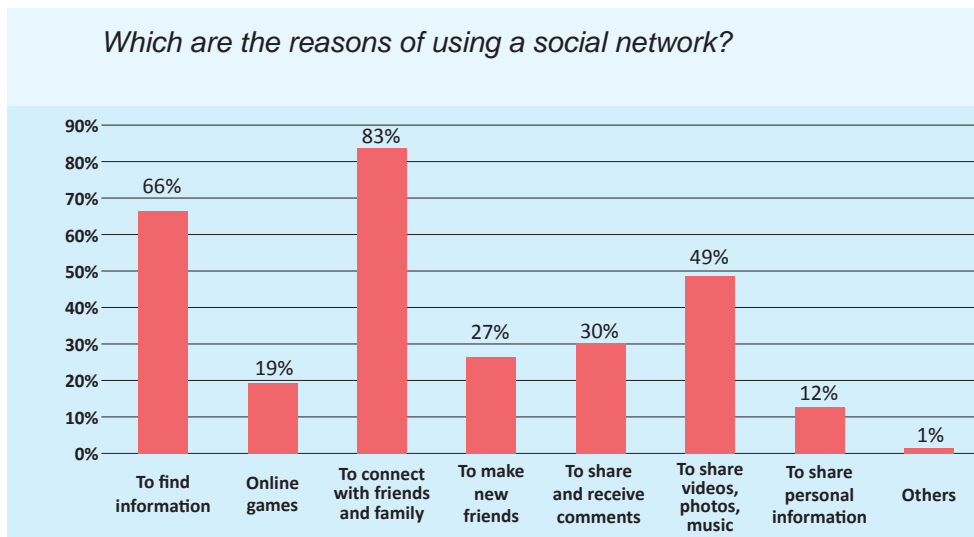 Which are the reasons of using a social network?
90%
80%
70%
60%
50%
40%
30%
20%
10%
0%
66%
19%
83%
27%
30%
49%
12%
1%
To find
information
Online
games
To connect
with friends
and family
To make
new
friends
To share
and receive
comments
To share
videos,
photos,
music
To share
personal
information
Others